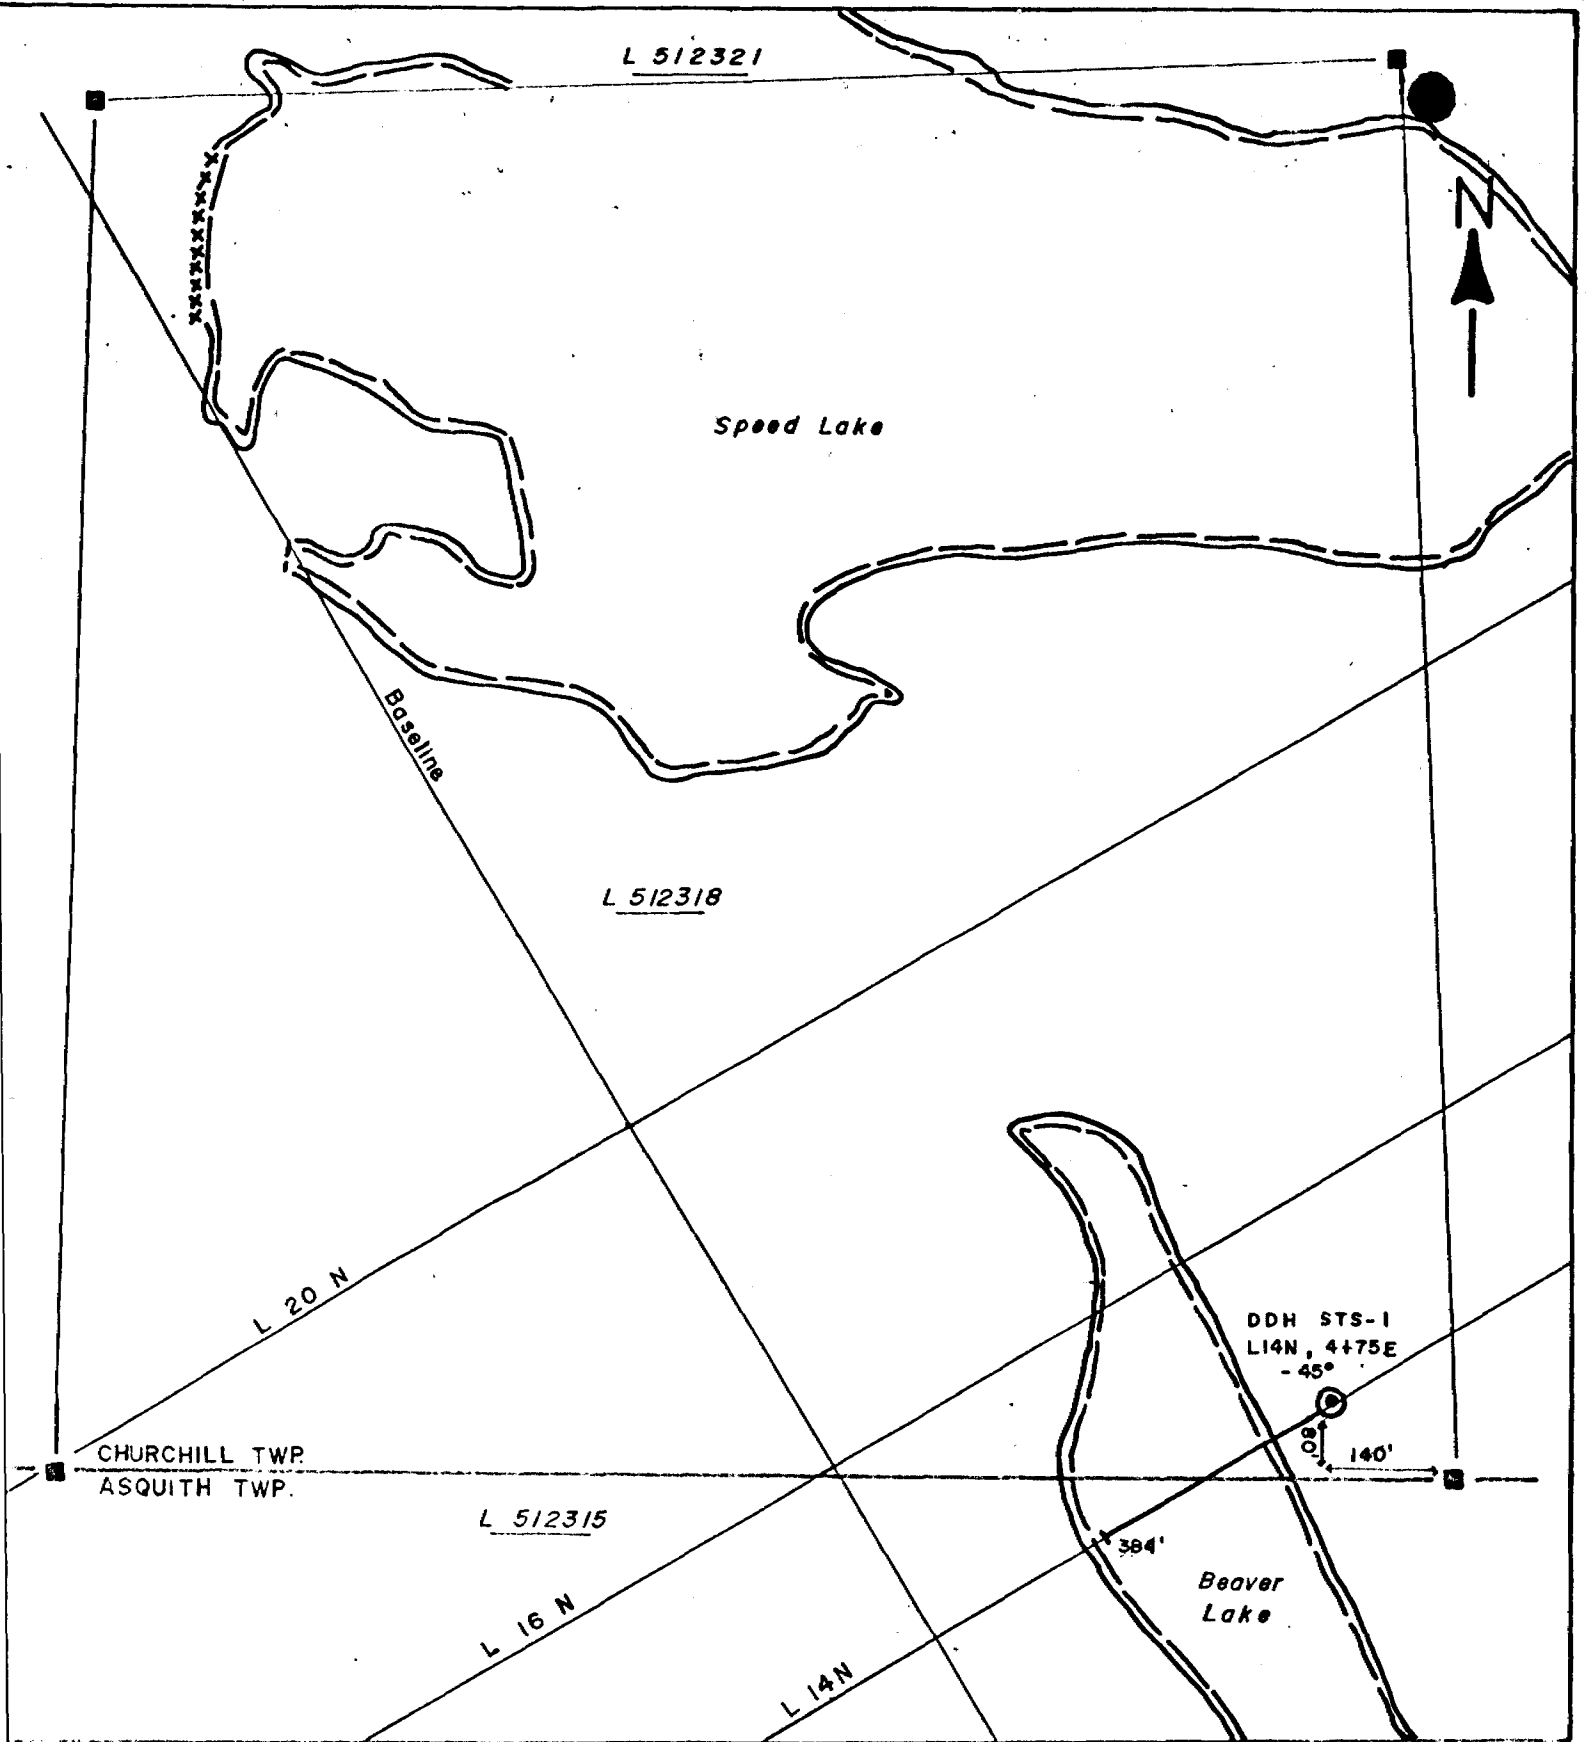 L 512321
N
Speed Lake
Baseline
L 512318
L 20 N
DDH STS-1
L14N, 4+75E
-45°
80'
140'
CHURCHILL TWP.
ASQUITH TWP.
L 512315
384'
Beaver
Lake
L 16 N
L 14N